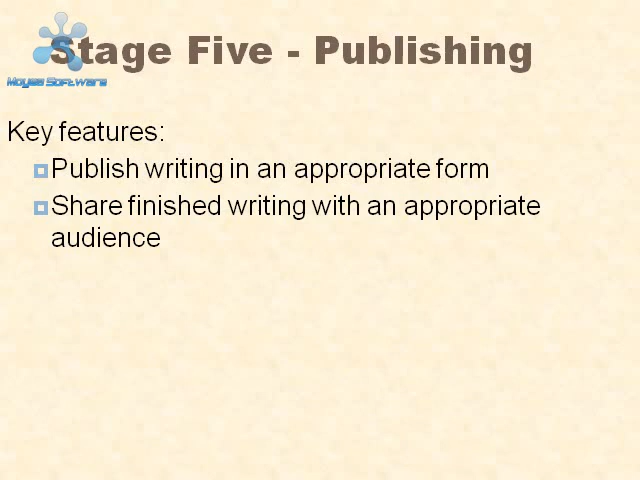 Stage Five - Publishing
Moyea Software
Key features:
Publish writing in an appropriate form
Share finished writing with an appropriate
audience